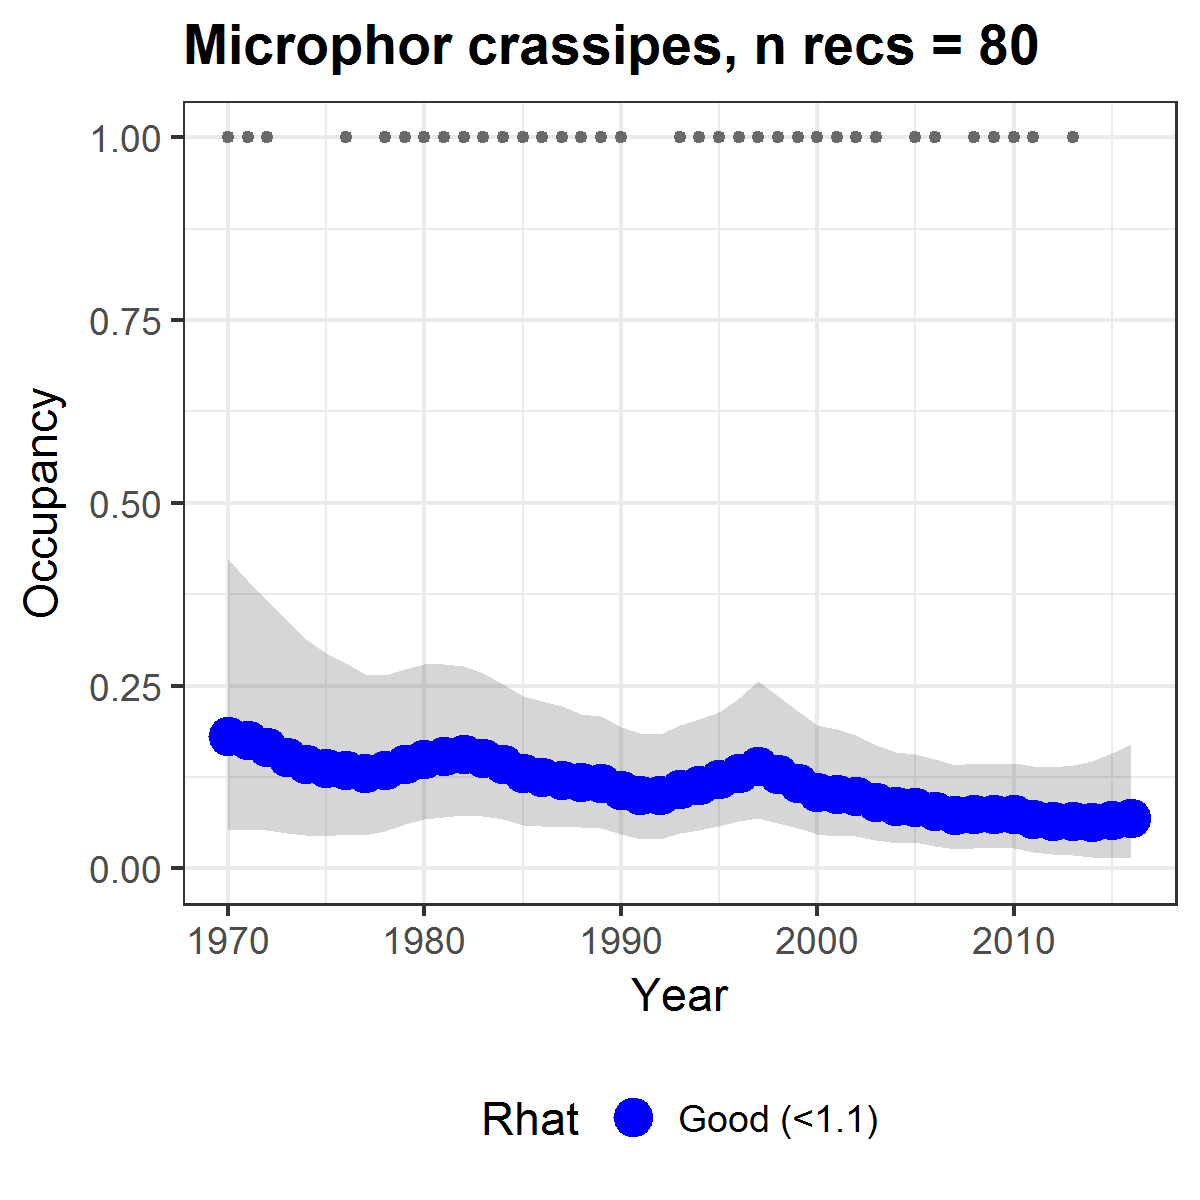 Microphor crassipes, n recs = 80
1.00
0.75
0.50
0.25
0.00
Occupancy
1970 1980 1990 2000 2010
Year
Rhat Good (<1.1)